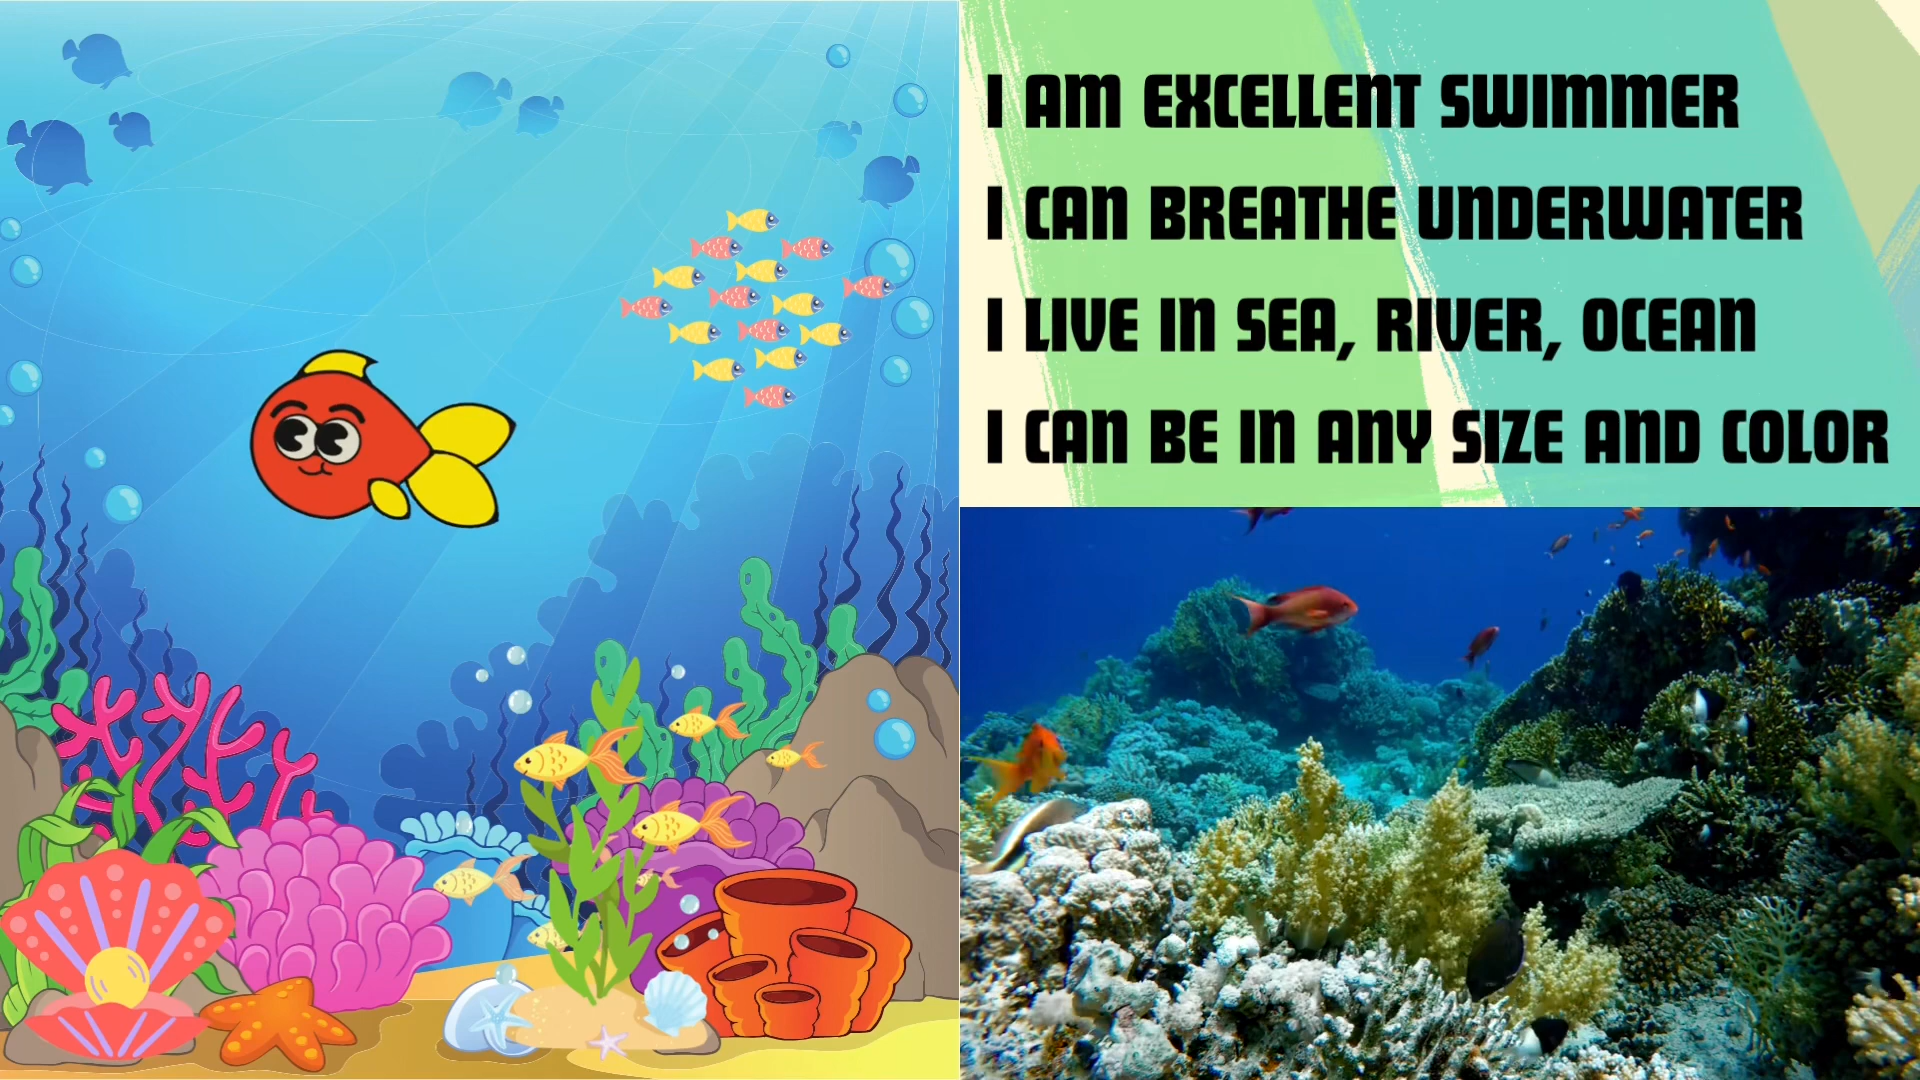 I AM EXCELLENT SWIMMER
I CAN BREATHE UNDERWATER
I LIVE IN SEA, RIVER, OCEAN
I CAN BE IN ANY SIZE AND COLOR